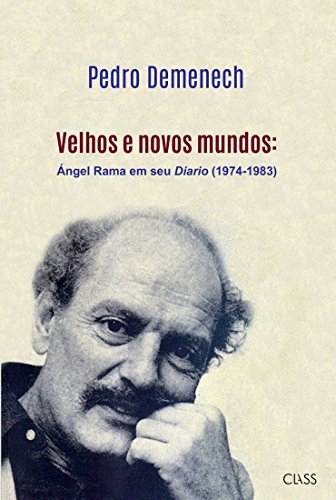 Pedro Demenech
Velhos e novos mundos:
Ángel Rama em seu Diario (1974-1983)
CLASS